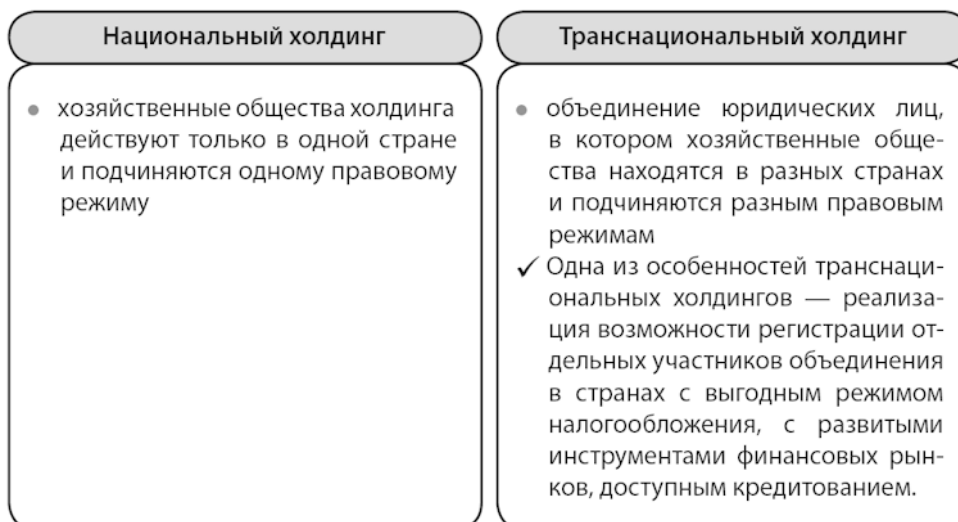 Национальный холдинг
хозяйственные общества холдинга
действуют только в одной стране
и подчиняются одному правовому
режиму
Транснациональный холдинг
объединение юридических лиц,
в котором хозяйственные обще-
ства находятся в разных странах
и подчиняются разным правовым
режимам
Одна из особенностей транснаци-
ональных холдингов — реализа-
ция возможности регистрации от-
дельных участников объединения
в странах с выгодным режимом
налогообложения, с развитыми
инструментами финансовых рын-
ков, доступным кредитованием.